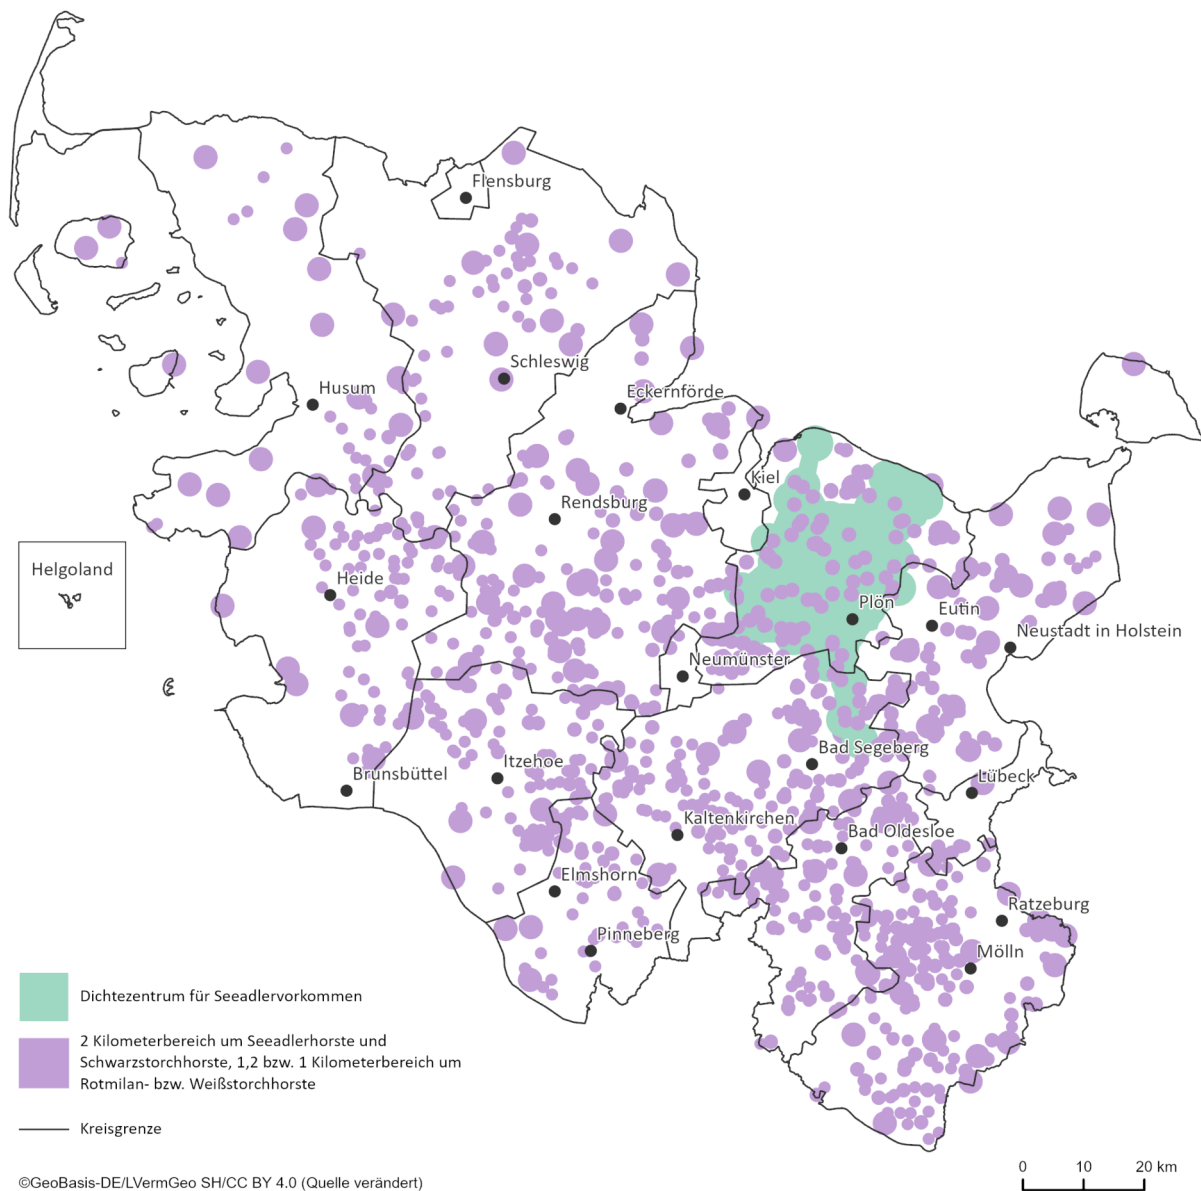 Flensburg
Schleswig
Husum
Eckernförde
Kiel
Rendsburg
Helgoland
Heide
Plön
Eutin
Neustadt in Holstein
Neumünster
Bad Segeberg
Itzehoe
Brunsbüttel
Lübeck
Kaltenkirchen
Bad Oldesloe
Elmshorn
Ratzeburg
Pinneberg
Mölln
Dichtezentrum für Seeadlervorkommen
2 Kilometerbereich um Seeadlerhorste und
Schwarzstorchhorste, 1,2 bzw. 1 Kilometerbereich um
Rotmilan- bzw. Weißstorchhorste
Kreisgrenze
0 10 20 km
©GeoBasis-DE/LVermGeo SH/CC BY 4.0 (Quelle verändert)